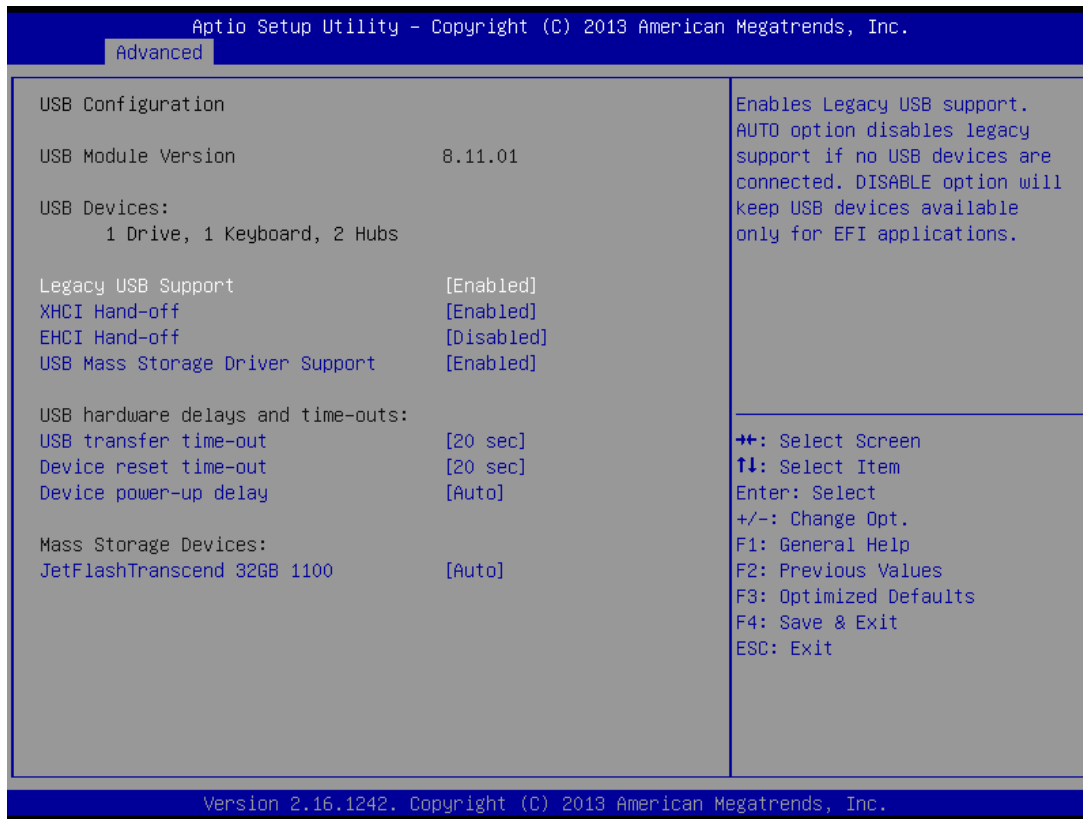 Aptio Setup Utility – Copyright (C) 2013 American Megatrends, Inc.
Advanced
USB Configuration
USB Module Version 8.11.01
USB Devices:
1 Drive, 1 Keyboard, 2 Hubs
Legacy USB Support [Enabled]
XHCI Hand-off [Enabled]
EHCI Hand-off [Disabled]
USB Mass Storage Driver Support [Enabled]
USB hardware delays and time-outs:
USB transfer time-out [20 sec]
Device reset time-out [20 sec]
Device power-up delay [Auto]
Mass Storage Devices:
JetFlashTranscend 32GB 1100 [Auto]
Enables Legacy USB support.
AUTO option disables legacy
support if no USB devices are
connected. DISABLE option will
keep USB devices available
only for EFI applications.
→←: Select Screen
↑↓: Select Item
Enter: Select
+/-: Change Opt.
F1: General Help
F2: Previous Values
F3: Optimized Defaults
F4: Save & Exit
ESC: Exit
Version 2.16.1242. Copyright (C) 2013 American Megatrends, Inc.